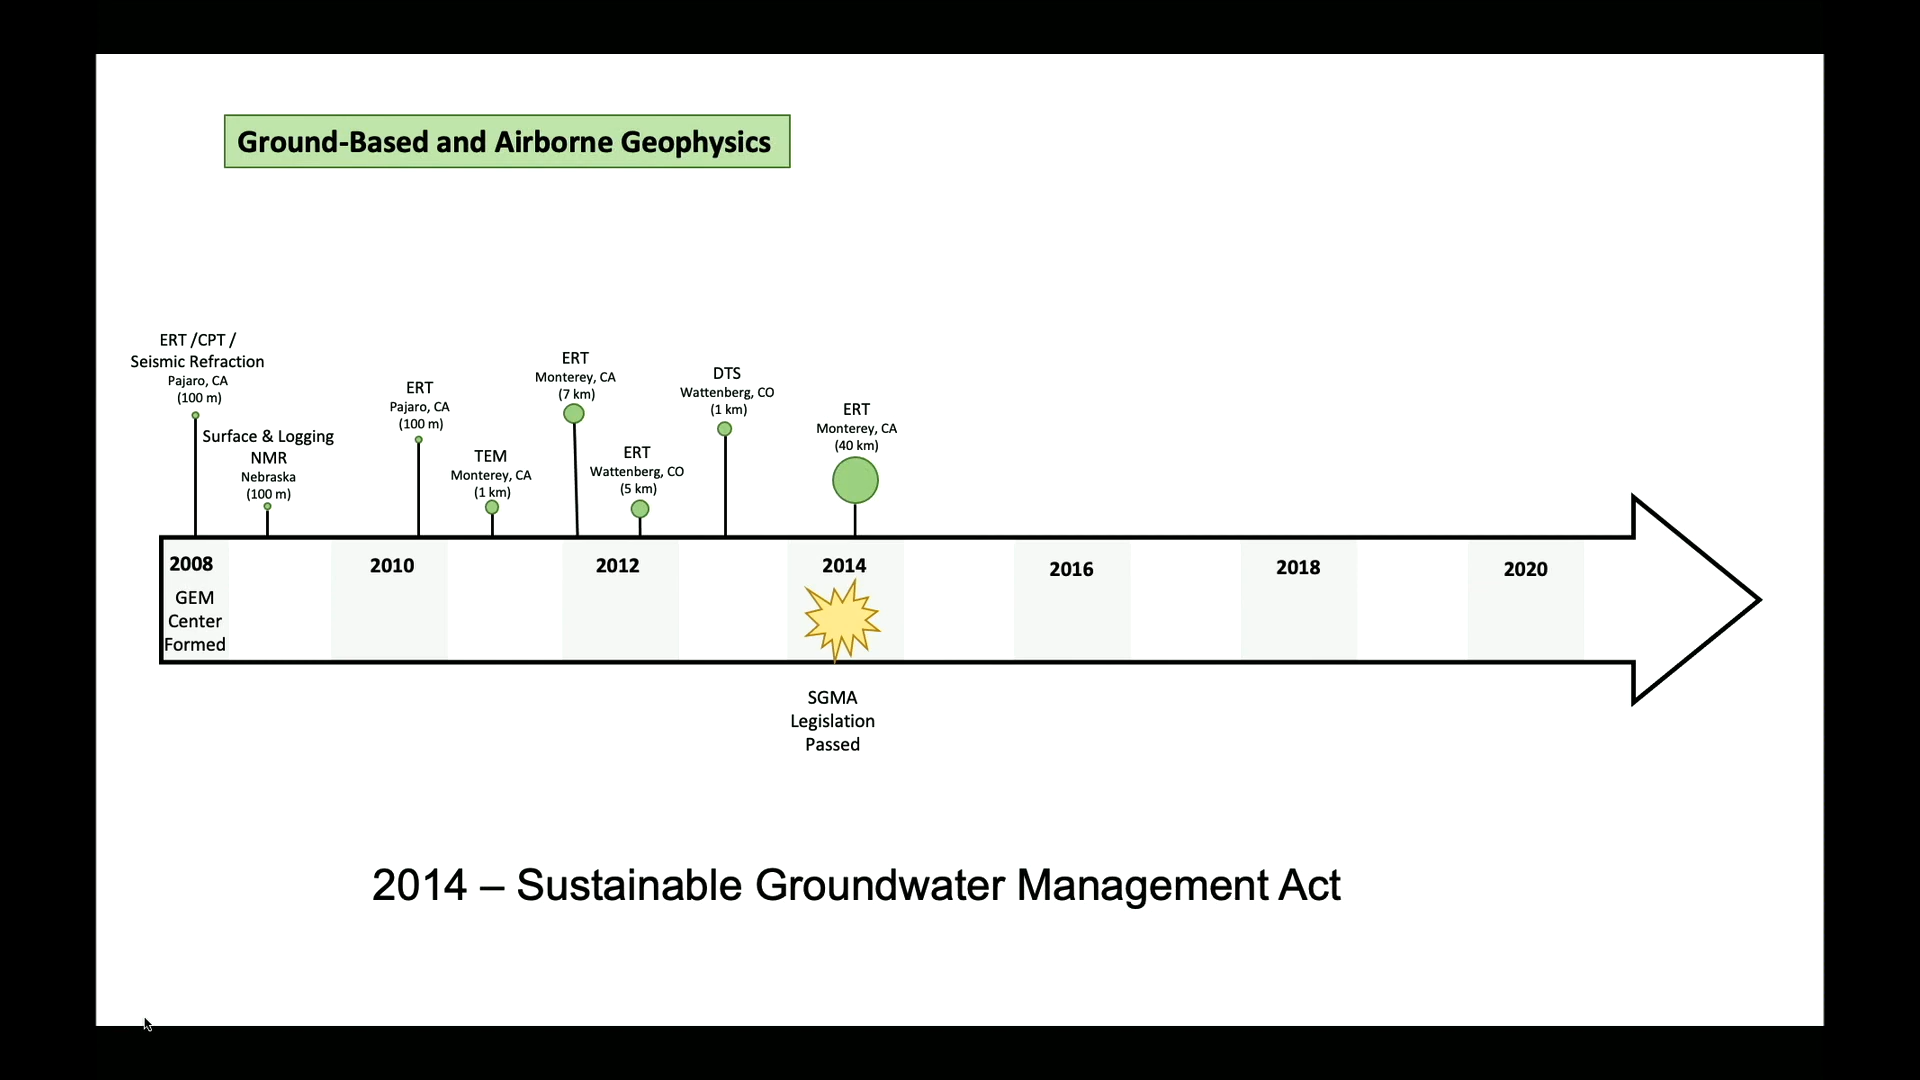 Ground-Based and Airborne Geophysics
ERT /CPT /
Seismic Refraction
Pajaro, CA
(100 m)
Surface & Logging
NMR
Nebraska
(100 m)
ERT
Pajaro, CA
(100 m)
TEM
Monterey, CA
(1 km)
ERT
Monterey, CA
(7 km)
ERT
Wattenberg, CO
(5 km)
DTS
Wattenberg, CO
(1 km)
ERT
Monterey, CA
(40 km)
2008
GEM
Center
Formed
2010
2012
2014
2016
2018
2020
SGMA
Legislation
Passed
2014 – Sustainable Groundwater Management Act